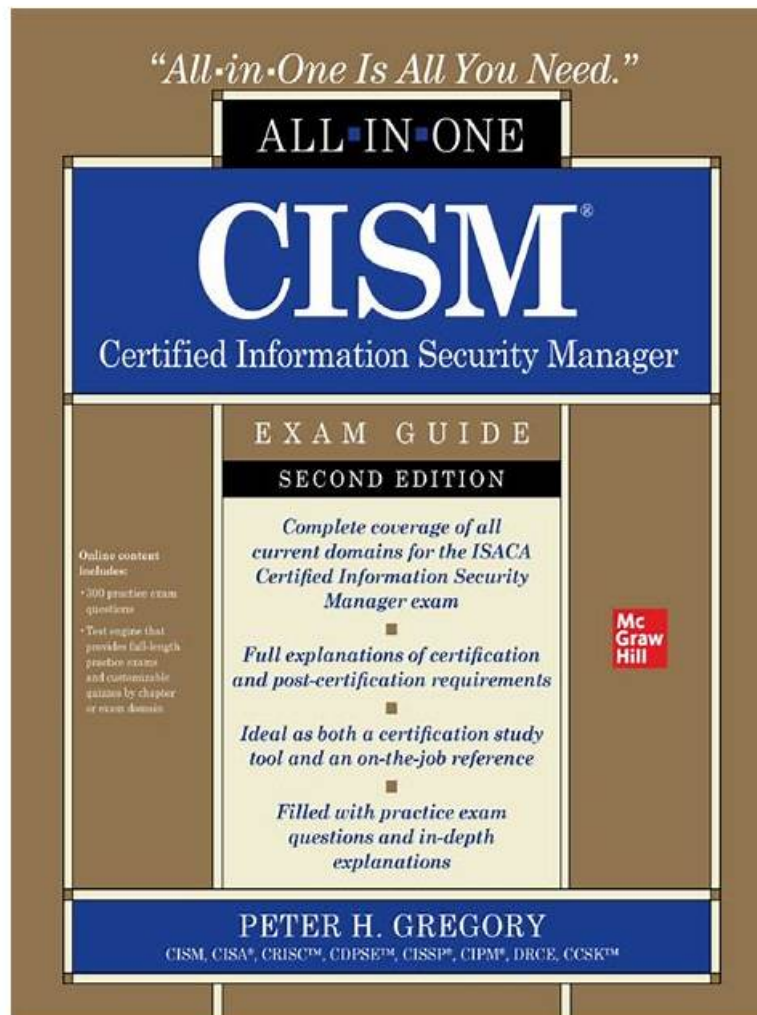 “All-in-One Is All You Need.”
ALL■IN■ONE
CISM®
Certified Information Security Manager
EXAM GUIDE
SECOND EDITION
Online content
includes:
• 300 practice exam
questions
• Test engine that
provides full-length
practice exams
and customizable
quizzes by chapter
or exam domain
Complete coverage of all
current domains for the ISACA
Certified Information Security
Manager exam
Full explanations of certification
and post-certification requirements
Ideal as both a certification study
tool and an on-the-job reference
Filled with practice exam
questions and in-depth
explanations
Mc
Graw
Hill
PETER H. GREGORY
CISM, CISA®, CRISC™, CDPSE™, CISSP®, CIPM®, DRCE, CCSK™